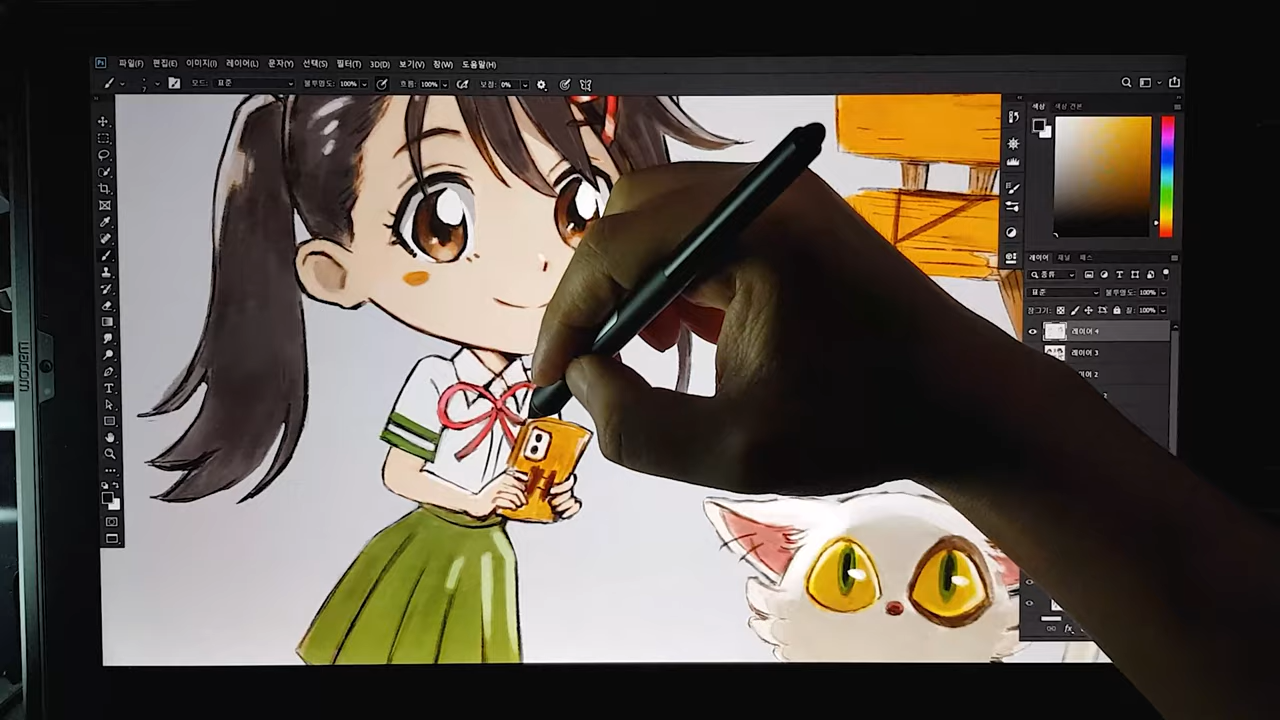 Ps 파일(F) 편집(E) 이미지(I) 레이어(L) 문자(Y) 선택(S) 필터(T) 3D(D) 보기(V) 창(W) 도움말(H)
7 모드: 표준 불투명도: 100% 흐름: 100% 보정: 0%
색상 색상 견본
레이어 채널 패스
종류
표준 불투명도: 100%
잠그기: 칠: 100%
레이어 4
레이어 3
이어 2
2
fx
wacom